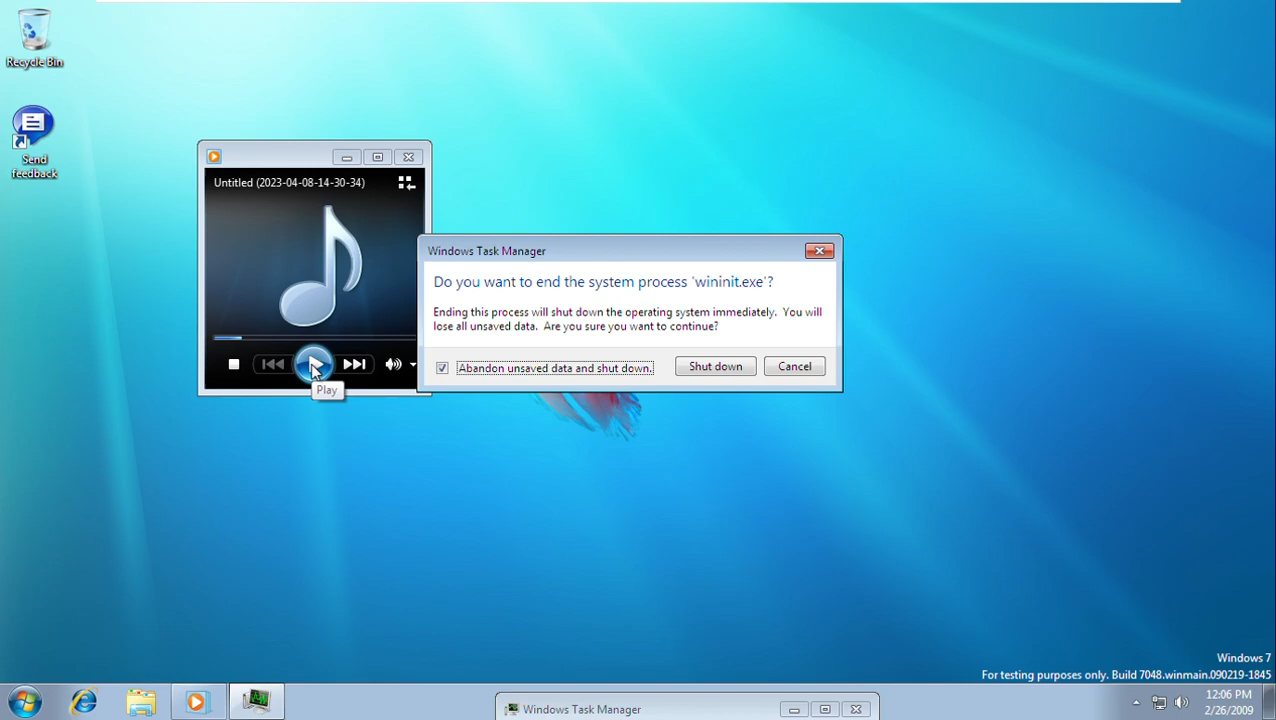 Recycle Bin
Send
feedback
Untitled (2023-04-08-14-30-34)
Play
Windows Task Manager
Do you want to end the system process 'wininit.exe'?
Ending this process will shut down the operating system immediately. You will
lose all unsaved data. Are you sure you want to continue?
Abandon unsaved data and shut down.
Shut down
Cancel
Windows 7
For testing purposes only. Build 7048.winmain.090219-1845
Windows Task Manager
12:06 PM
2/26/2009